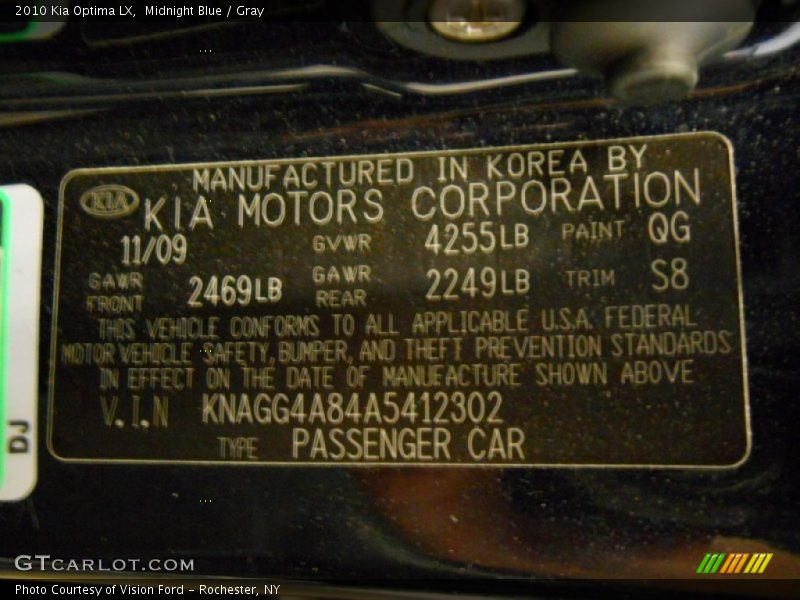 2010 Kia Optima LX, Midnight Blue / Gray
MANUFACTURED IN KOREA BY
KIA KIA MOTORS CORPORATION
11/09 GVWR 4255LB PAINT QG
GAWR FRONT 2469LB GAWR REAR 2249LB TRIM S8
THIS VEHICLE CONFORMS TO ALL APPLICABLE U.S.A. FEDERAL
MOTOR VEHICLE SAFETY, BUMPER, AND THEFT PREVENTION STANDARDS
IN EFFECT ON THE DATE OF MANUFACTURE SHOWN ABOVE
V.I.N KNAGG4A84A5412302
TYPE PASSENGER CAR
DJ
GTCARLOT.COM
Photo Courtesy of Vision Ford - Rochester, NY